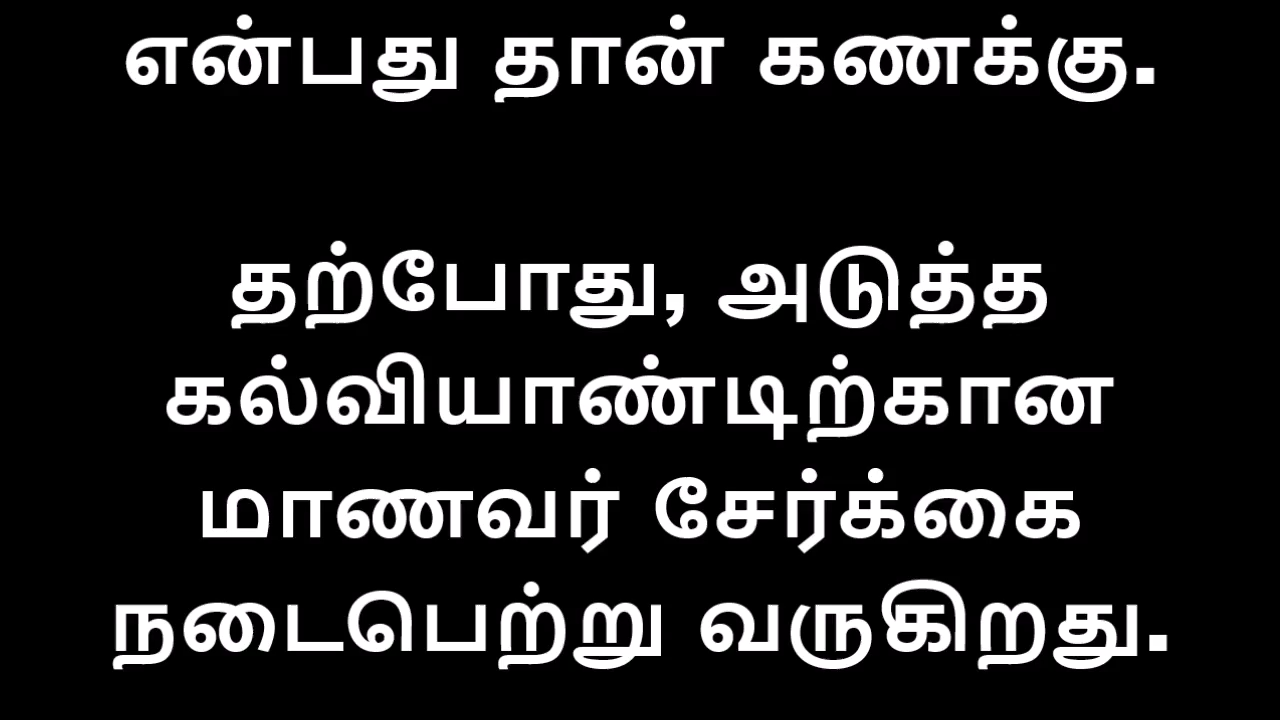 என்பது தான் கணக்கு.
தற்போது, அடுத்த
கல்வியாண்டிற்கான
மாணவர் சேர்க்கை
நடைபெற்று வருகிறது.